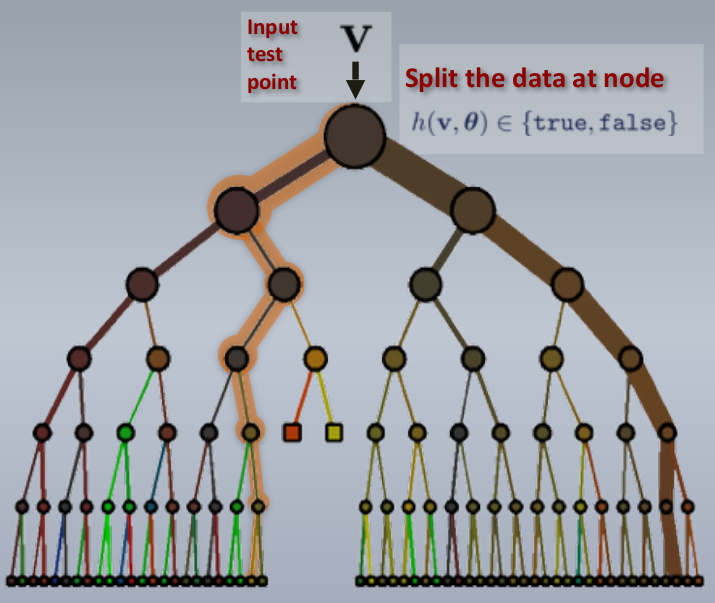 Input
test
point
v
Split the data at node
h(v, θ) ∈ {true, false}